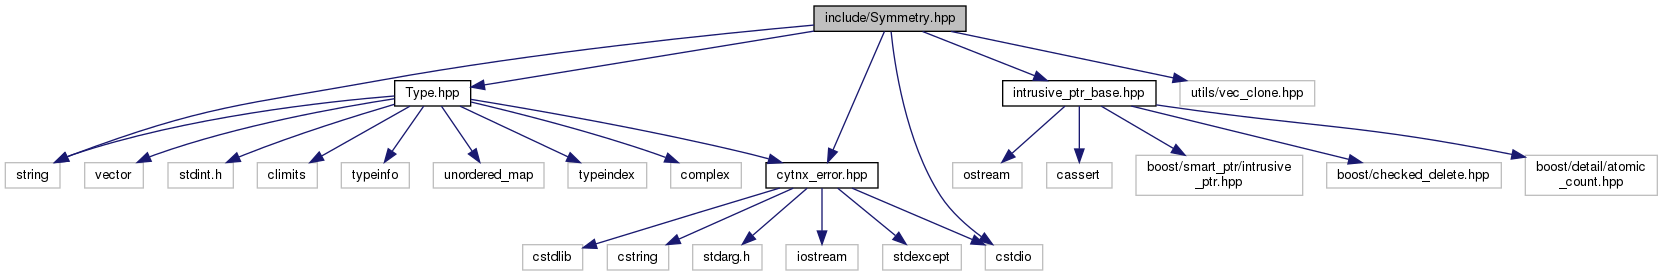 include/Symmetry.hpp
Type.hpp
intrusive_ptr_base.hpp
utils/vec_clone.hpp
string
vector
stdint.h
climits
typeinfo
unordered_map
typeindex
complex
cytnx_error.hpp
ostream
cassert
boost/smart_ptr/intrusive
_ptr.hpp
boost/checked_delete.hpp
boost/detail/atomic
_count.hpp
cstdlib
cstring
stdarg.h
iostream
stdexcept
cstdio